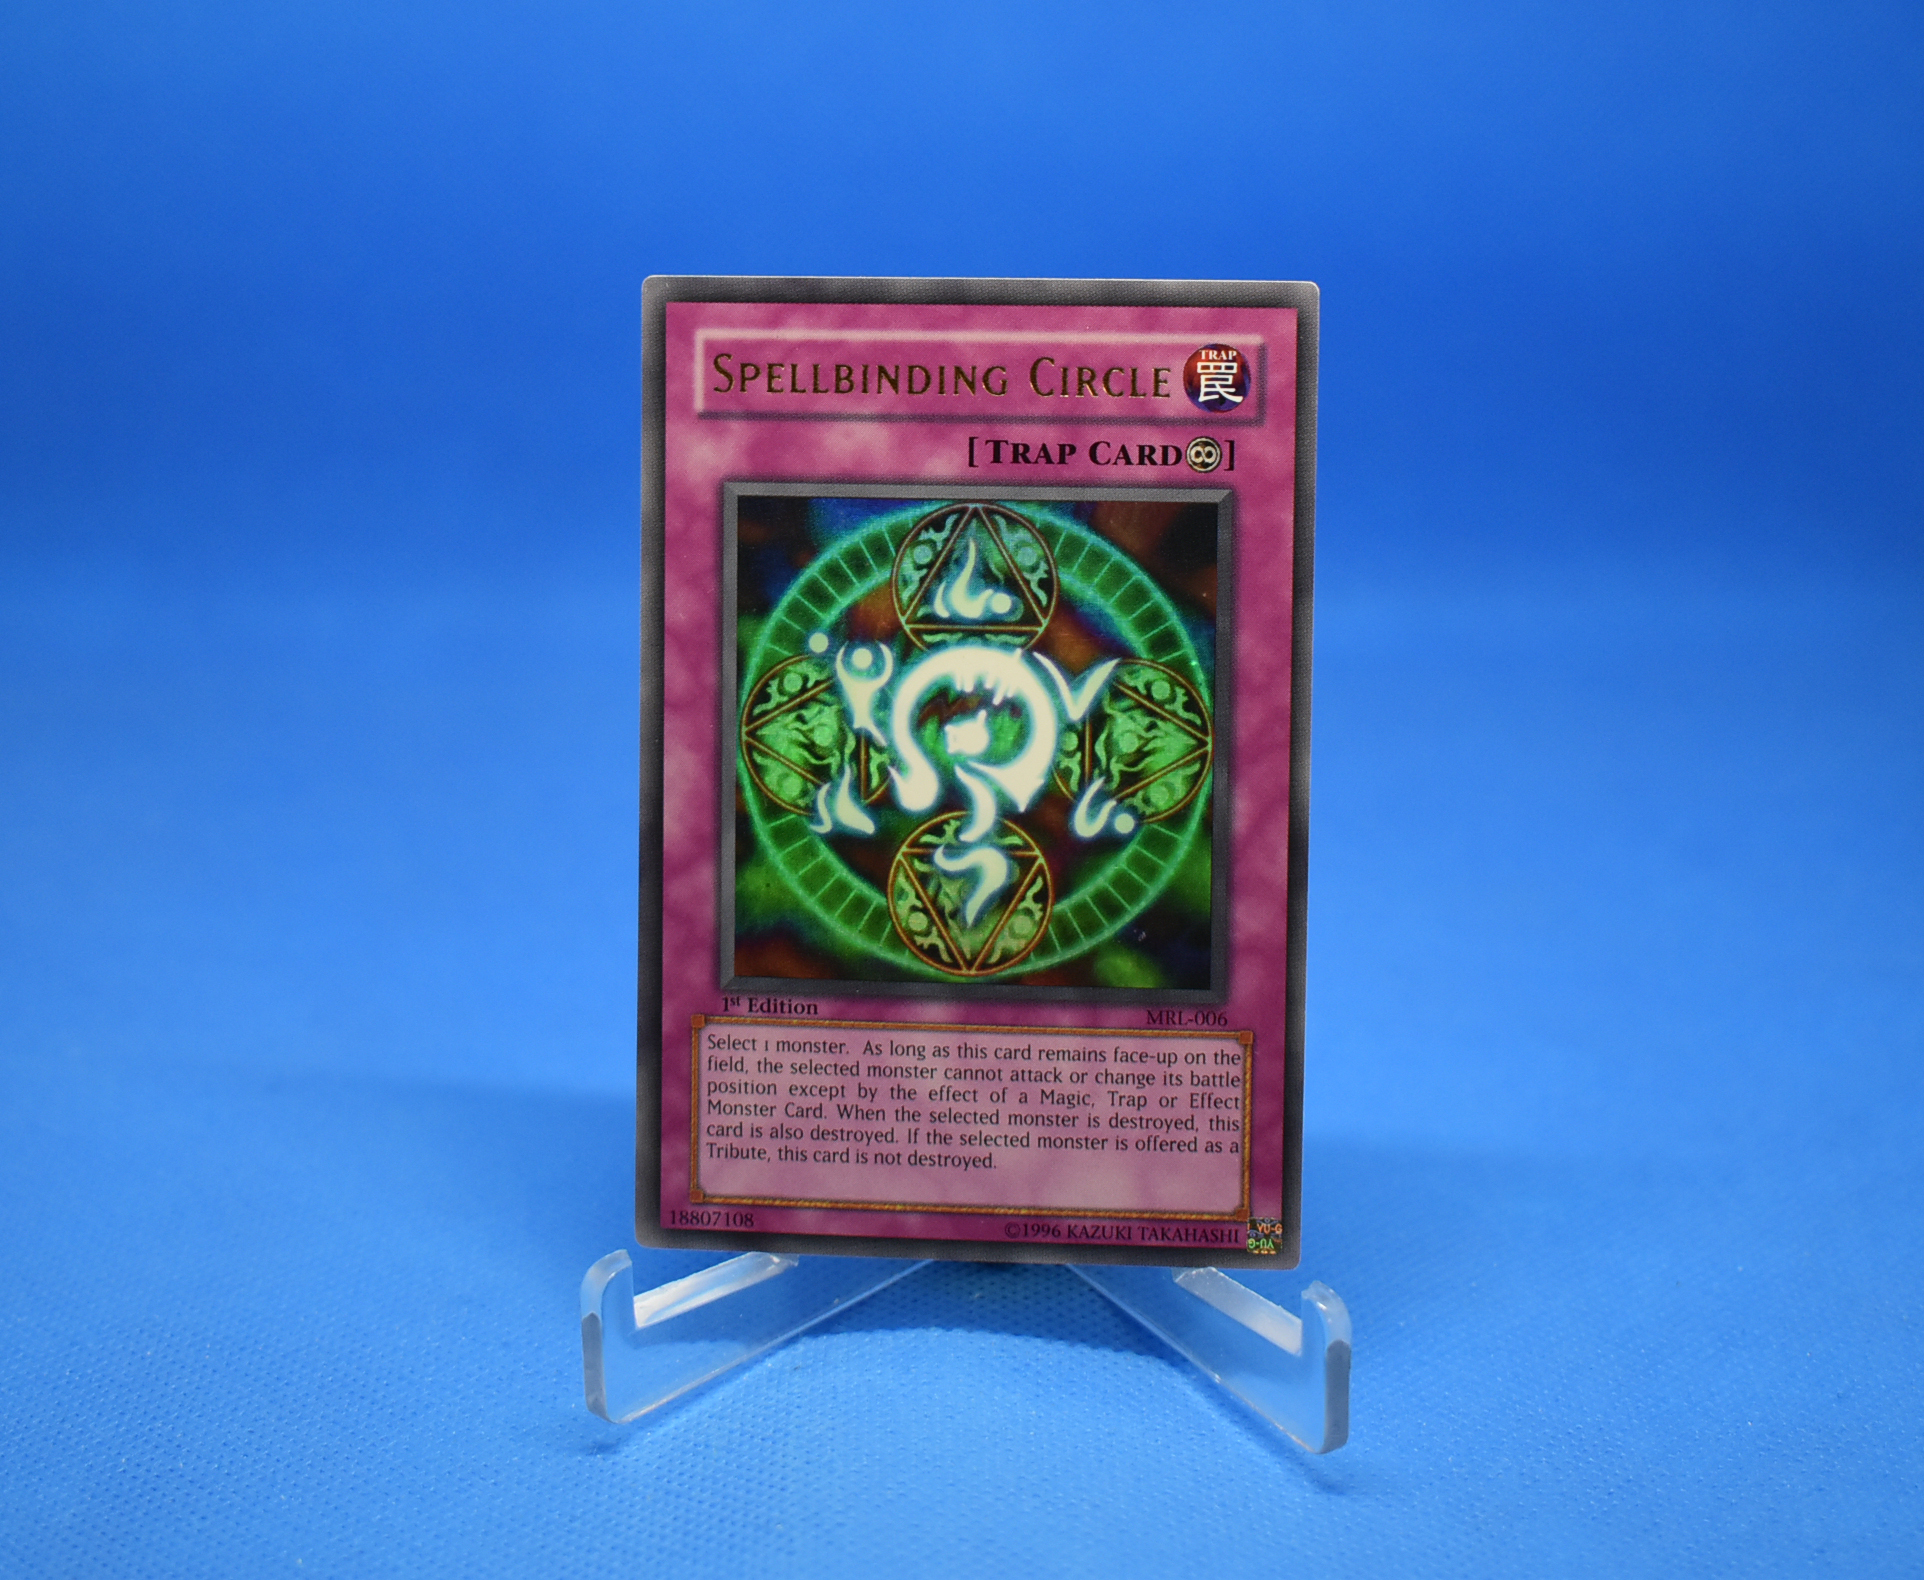 SPELLBINDING CIRCLE
TRAP
罠
[TRAP CARD∞]
1st Edition
MRL-006
Select 1 monster. As long as this card remains face-up on the
field, the selected monster cannot attack or change its battle
position except by the effect of a Magic, Trap or Effect
Monster Card. When the selected monster is destroyed, this
card is also destroyed. If the selected monster is offered as a
Tribute, this card is not destroyed.
18807108
©1996 KAZUKI TAKAHASHI
YU-G
YU-G